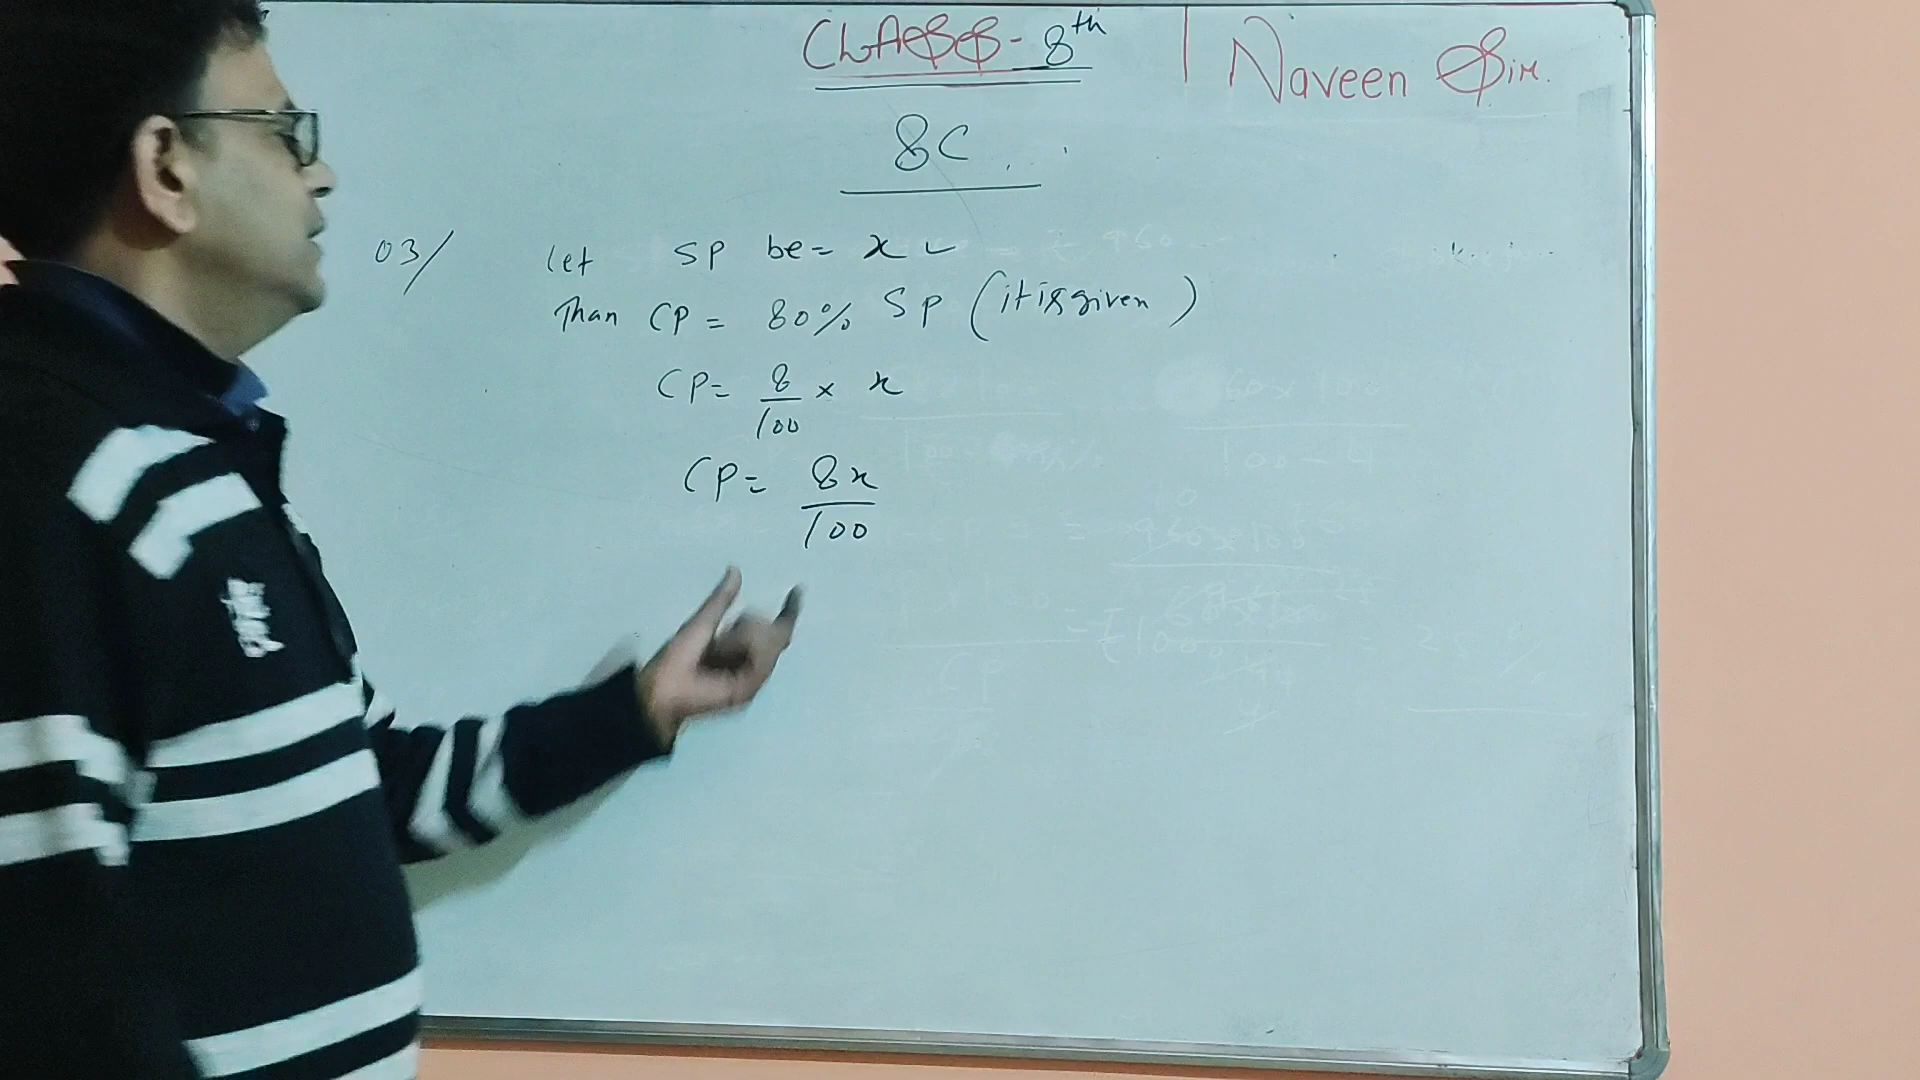 CLASS- 8th | Naveen Sir.
8C
03/ let SP be= x
Than CP = 80% SP (it is given)
CP= 8/100 × x
CP= 8x/100